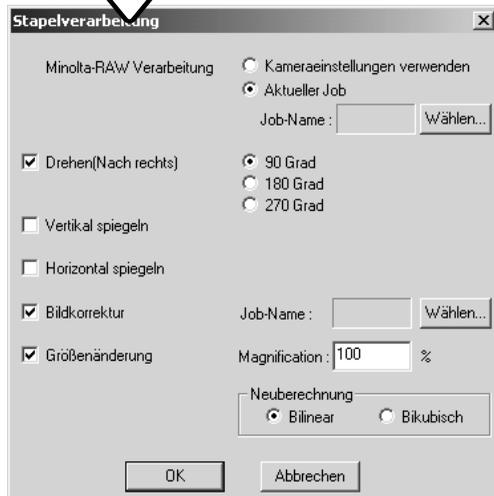 Stapelverarbeitung
Minolta-RAW Verarbeitung
Kameraeinstellungen verwenden
Aktueller Job
Job-Name :
Wählen...
Drehen(Nach rechts)
90 Grad
180 Grad
270 Grad
Vertikal spiegeln
Horizontal spiegeln
Bildkorrektur
Job-Name :
Wählen...
Größenänderung
Magnification :
100
%
Neuberechnung
Bilinear
Bikubisch
OK
Abbrechen